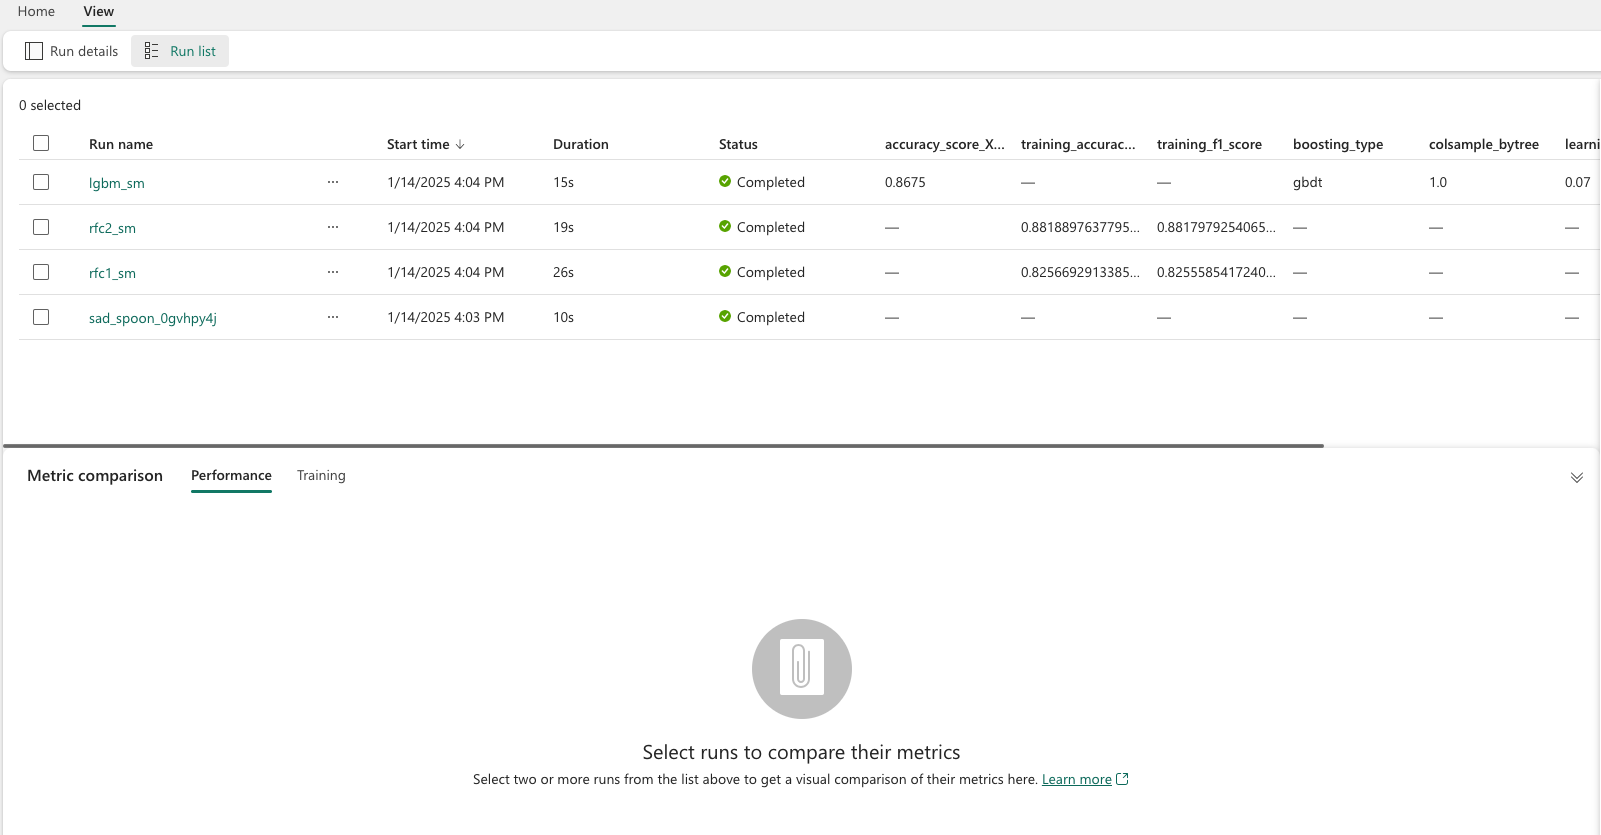 Home View
Run details Run list
0 selected
Run name Start time ↓ Duration Status accuracy_score_X... training_accurac... training_f1_score boosting_type colsample_bytree learni
lgbm_sm ... 1/14/2025 4:04 PM 15s Completed 0.8675 — — gbdt 1.0 0.07
rfc2_sm ... 1/14/2025 4:04 PM 19s Completed — 0.8818897637795... 0.8817979254065... — — —
rfc1_sm ... 1/14/2025 4:04 PM 26s Completed — 0.8256692913385... 0.8255585417240... — — —
sad_spoon_0gvhpy4j ... 1/14/2025 4:03 PM 10s Completed — — — — — —
Metric comparison Performance Training
Select runs to compare their metrics
Select two or more runs from the list above to get a visual comparison of their metrics here. Learn more